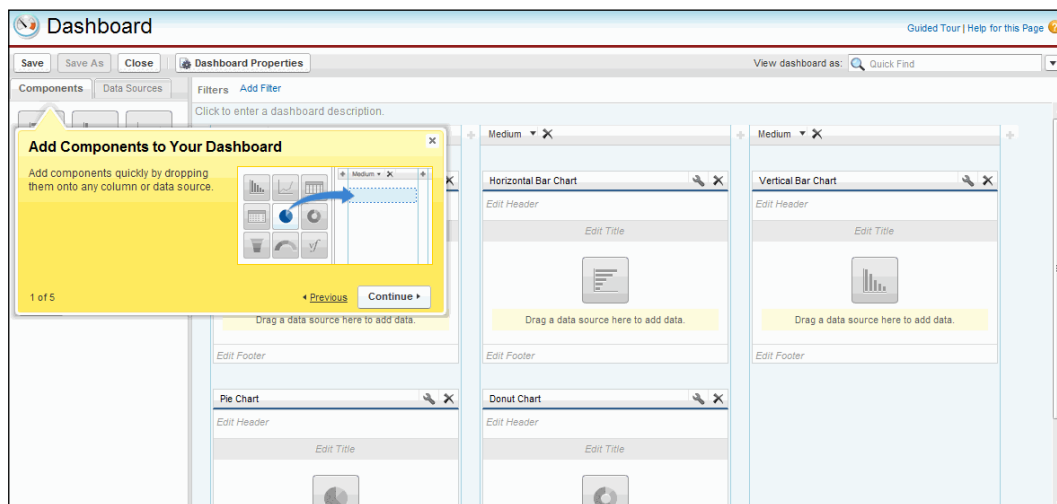 Dashboard
Guided Tour | Help for this Page
Save
Save As
Close
Dashboard Properties
View dashboard as:
Quick Find
Components
Data Sources
Filters
Add Filter
Click to enter a dashboard description.
Add Components to Your Dashboard
Add components quickly by dropping
them onto any column or data source.
Medium
vf
1 of 5
Previous
Continue
Medium
Medium
Horizontal Bar Chart
Vertical Bar Chart
Edit Header
Edit Header
Edit Title
Edit Title
Drag a data source here to add data.
Drag a data source here to add data.
Drag a data source here to add data.
Edit Footer
Edit Footer
Edit Footer
Pie Chart
Donut Chart
Edit Header
Edit Header
Edit Title
Edit Title